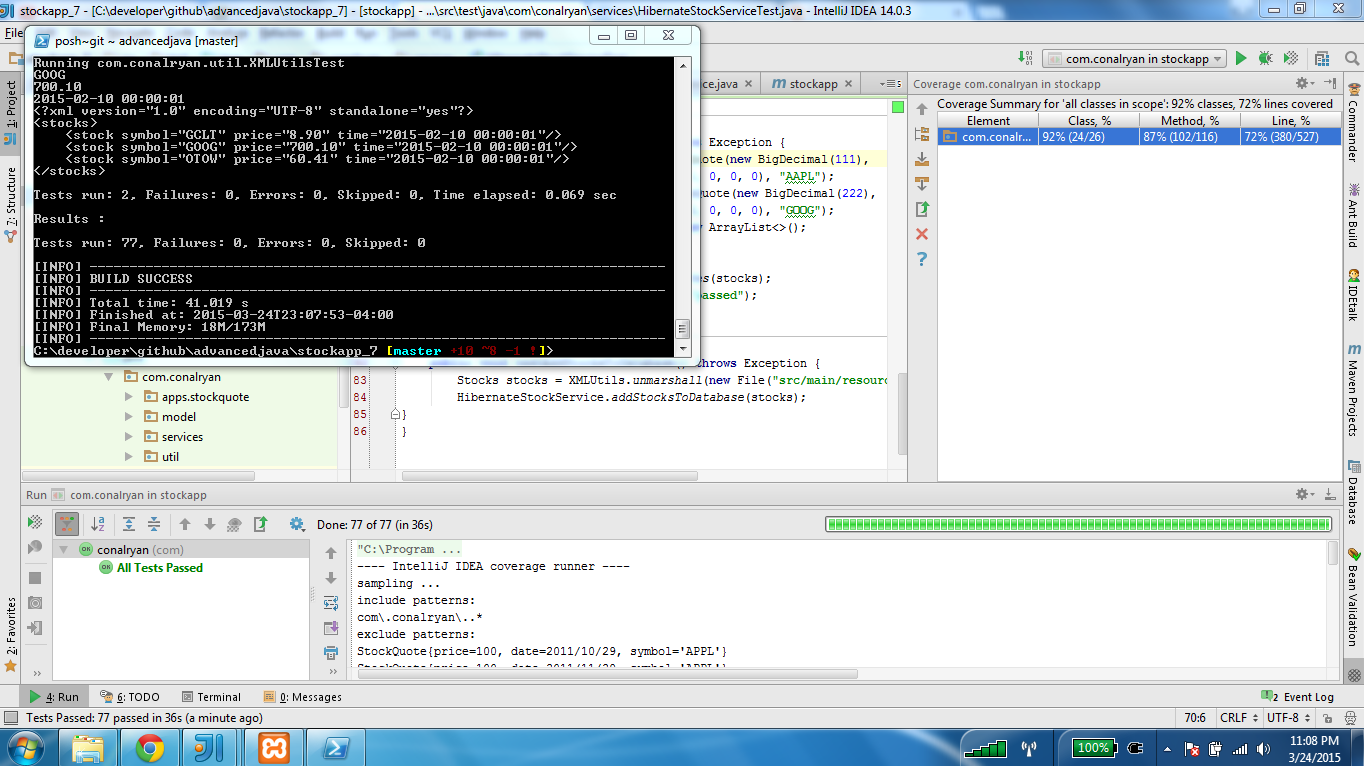 stockapp_7 - [C:\developer\github\advancedjava\stockapp_7] - [stockapp] - ...\src\test\java\com\conalryan\services\HibernateStockServiceTest.java - IntelliJ IDEA 14.0.3
posh~git ~ advancedjava [master]
Running com.conalryan.util.XMLUtilsTest
GOOG
700.10
2015-02-10 00:00:01
<?xml version="1.0" encoding="UTF-8" standalone="yes"?>
<stocks>
<stock symbol="GCLT" price="8.90" time="2015-02-10 00:00:01"/>
<stock symbol="GOOG" price="700.10" time="2015-02-10 00:00:01"/>
<stock symbol="OTOW" price="60.41" time="2015-02-10 00:00:01"/>
</stocks>
Tests run: 2, Failures: 0, Errors: 0, Skipped: 0, Time elapsed: 0.069 sec
Results :
Tests run: 77, Failures: 0, Errors: 0, Skipped: 0
[INFO] ------------------------------------------------------------------------
[INFO] BUILD SUCCESS
[INFO] ------------------------------------------------------------------------
[INFO] Total time: 41.019 s
[INFO] Finished at: 2015-03-24T23:07:53-04:00
[INFO] Final Memory: 18M/173M
[INFO] ------------------------------------------------------------------------
C:\developer\github\advancedjava\stockapp_7 [master +10 ~8 -1 !]>
com.conalryan in stockapp
ce.java
stockapp
5
s Exception {
ote(new BigDecimal(111),
0, 0, 0), "AAPL");
Quote(new BigDecimal(222),
0, 0, 0), "GOOG");
ArrayList<>();
es(stocks);
assed");
throws Exception {
83 Stocks stocks = XMLUtils.unmarshall(new File("src/main/resour
84 HibernateStockService.addStocksToDatabase(stocks);
85 }
86 }
Coverage com.conalryan in stockapp
Coverage Summary for 'all classes in scope': 92% classes, 72% lines covered
Element Class, % Method, % Line, %
com.conalr... 92% (24/26) 87% (102/116) 72% (380/527)
1: Project
7: Structure
2: Favorites
Commander
Ant Build
IDEtalk
Maven Projects
Database
Bean Validation
com.conalryan
apps.stockquote
model
services
util
Run com.conalryan in stockapp
Done: 77 of 77 (in 36s)
conalryan (com)
All Tests Passed
"C:\Program ...
---- IntelliJ IDEA coverage runner ----
sampling ...
include patterns:
com\.conalryan\..*
exclude patterns:
StockQuote{price=100, date=2011/10/29, symbol='APPL'}
4: Run
6: TODO
Terminal
0: Messages
2 Event Log
Tests Passed: 77 passed in 36s (a minute ago)
70:6 CRLF UTF-8
100%
11:08 PM
3/24/2015